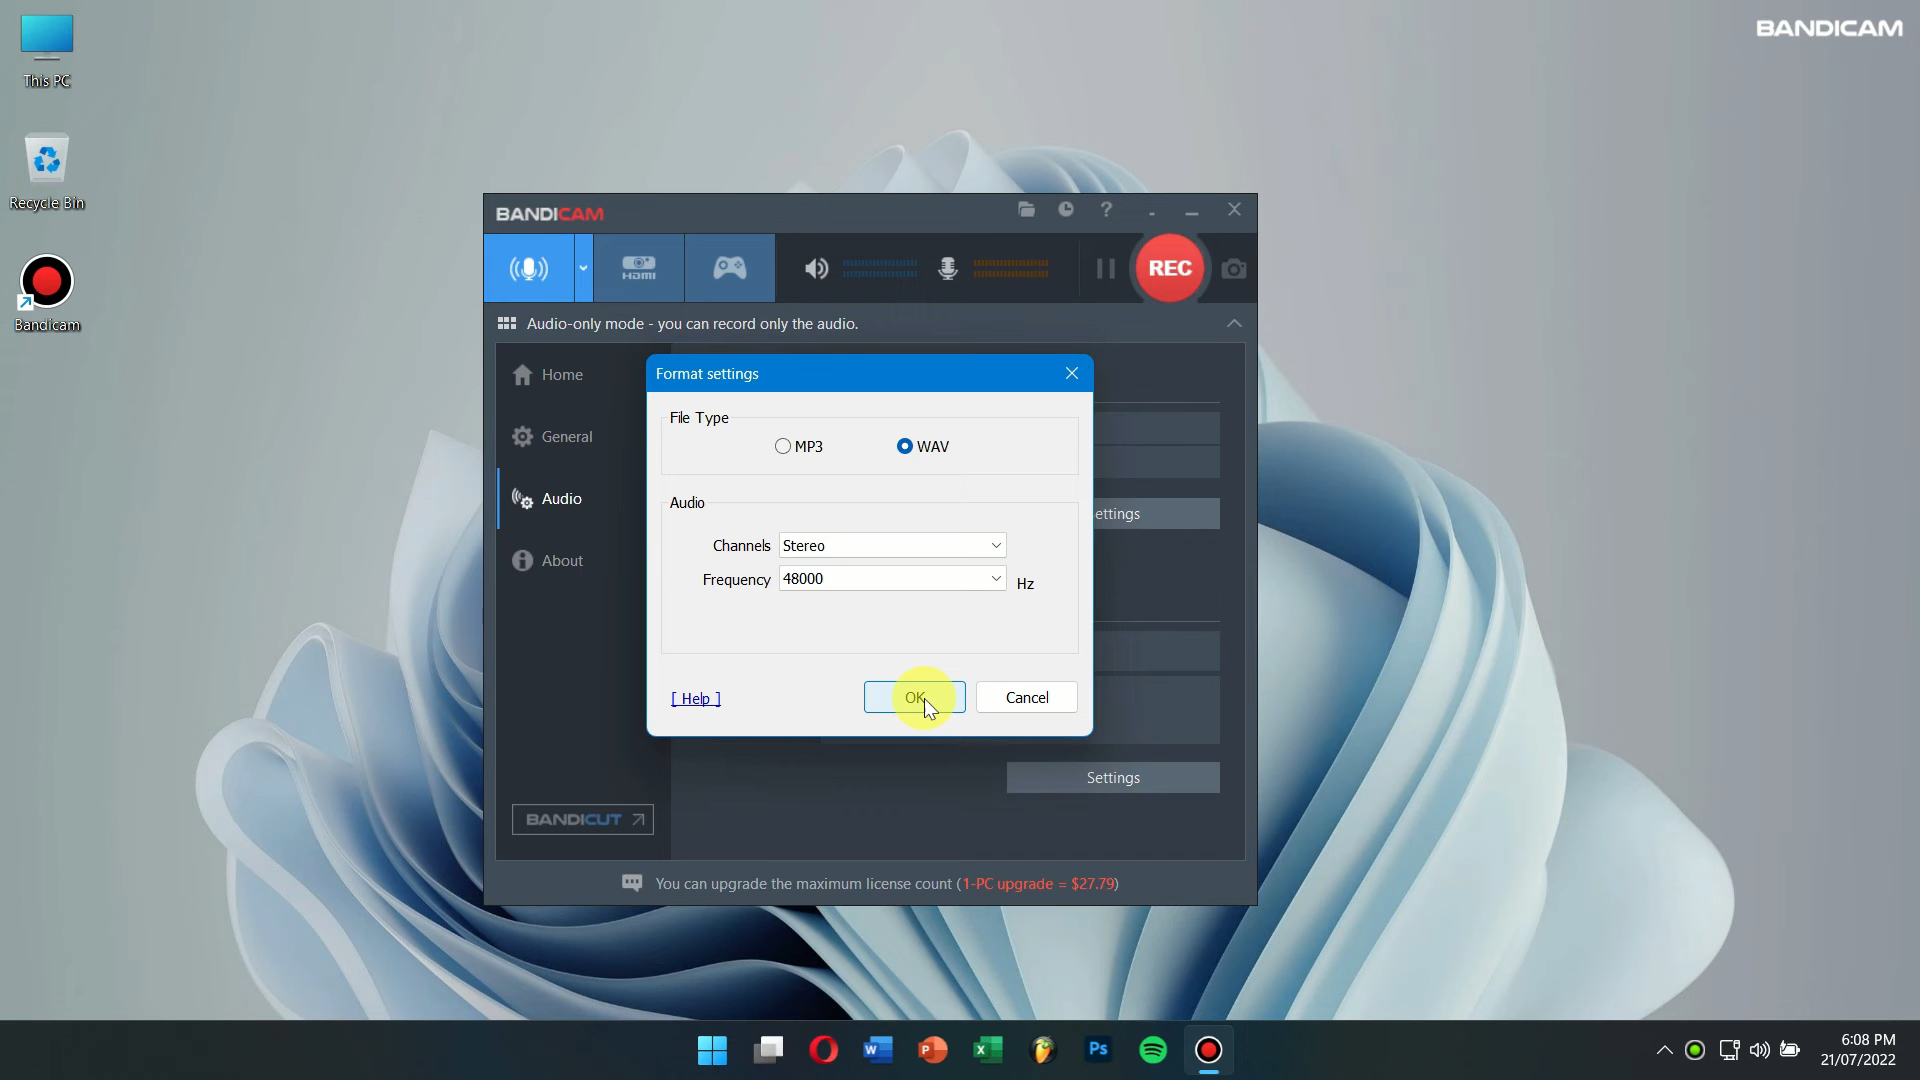 This PC
Recycle Bin
Bandicam
BANDICAM
BANDICAM
?
HDMI
REC
Audio-only mode - you can record only the audio.
Home
General
Audio
About
BANDICUT
Format settings
File Type
MP3
WAV
Audio
Channels
Stereo
Frequency
48000
Hz
[ Help ]
OK
Cancel
ettings
Settings
You can upgrade the maximum license count (1-PC upgrade = $27.79)
W
P
X
Ps
6:08 PM
21/07/2022